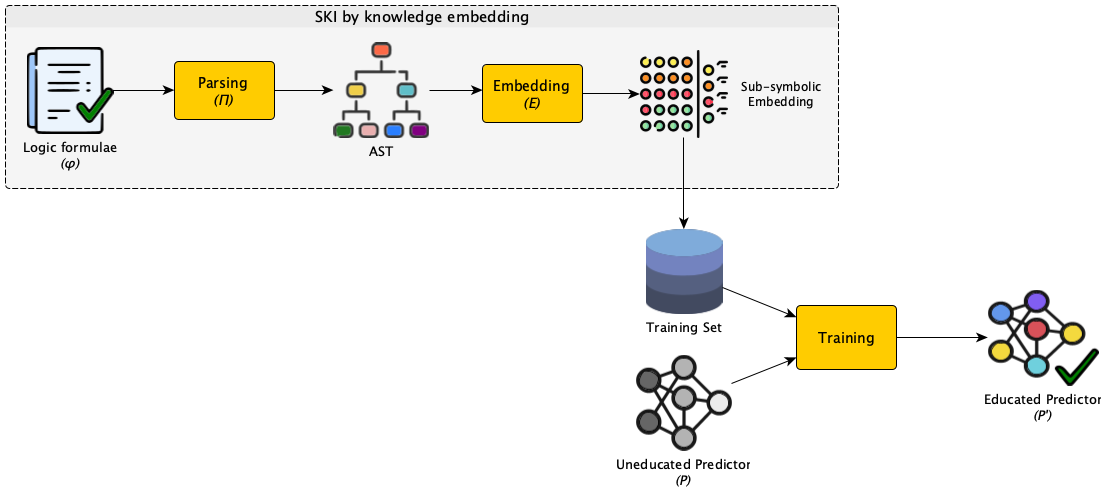 SKI by knowledge embedding
Logic formulae
(φ)
Parsing
(Π)
AST
Embedding
(E)
Sub-symbolic
Embedding
Training Set
Uneducated Predictor
(P)
Training
Educated Predictor
(P')